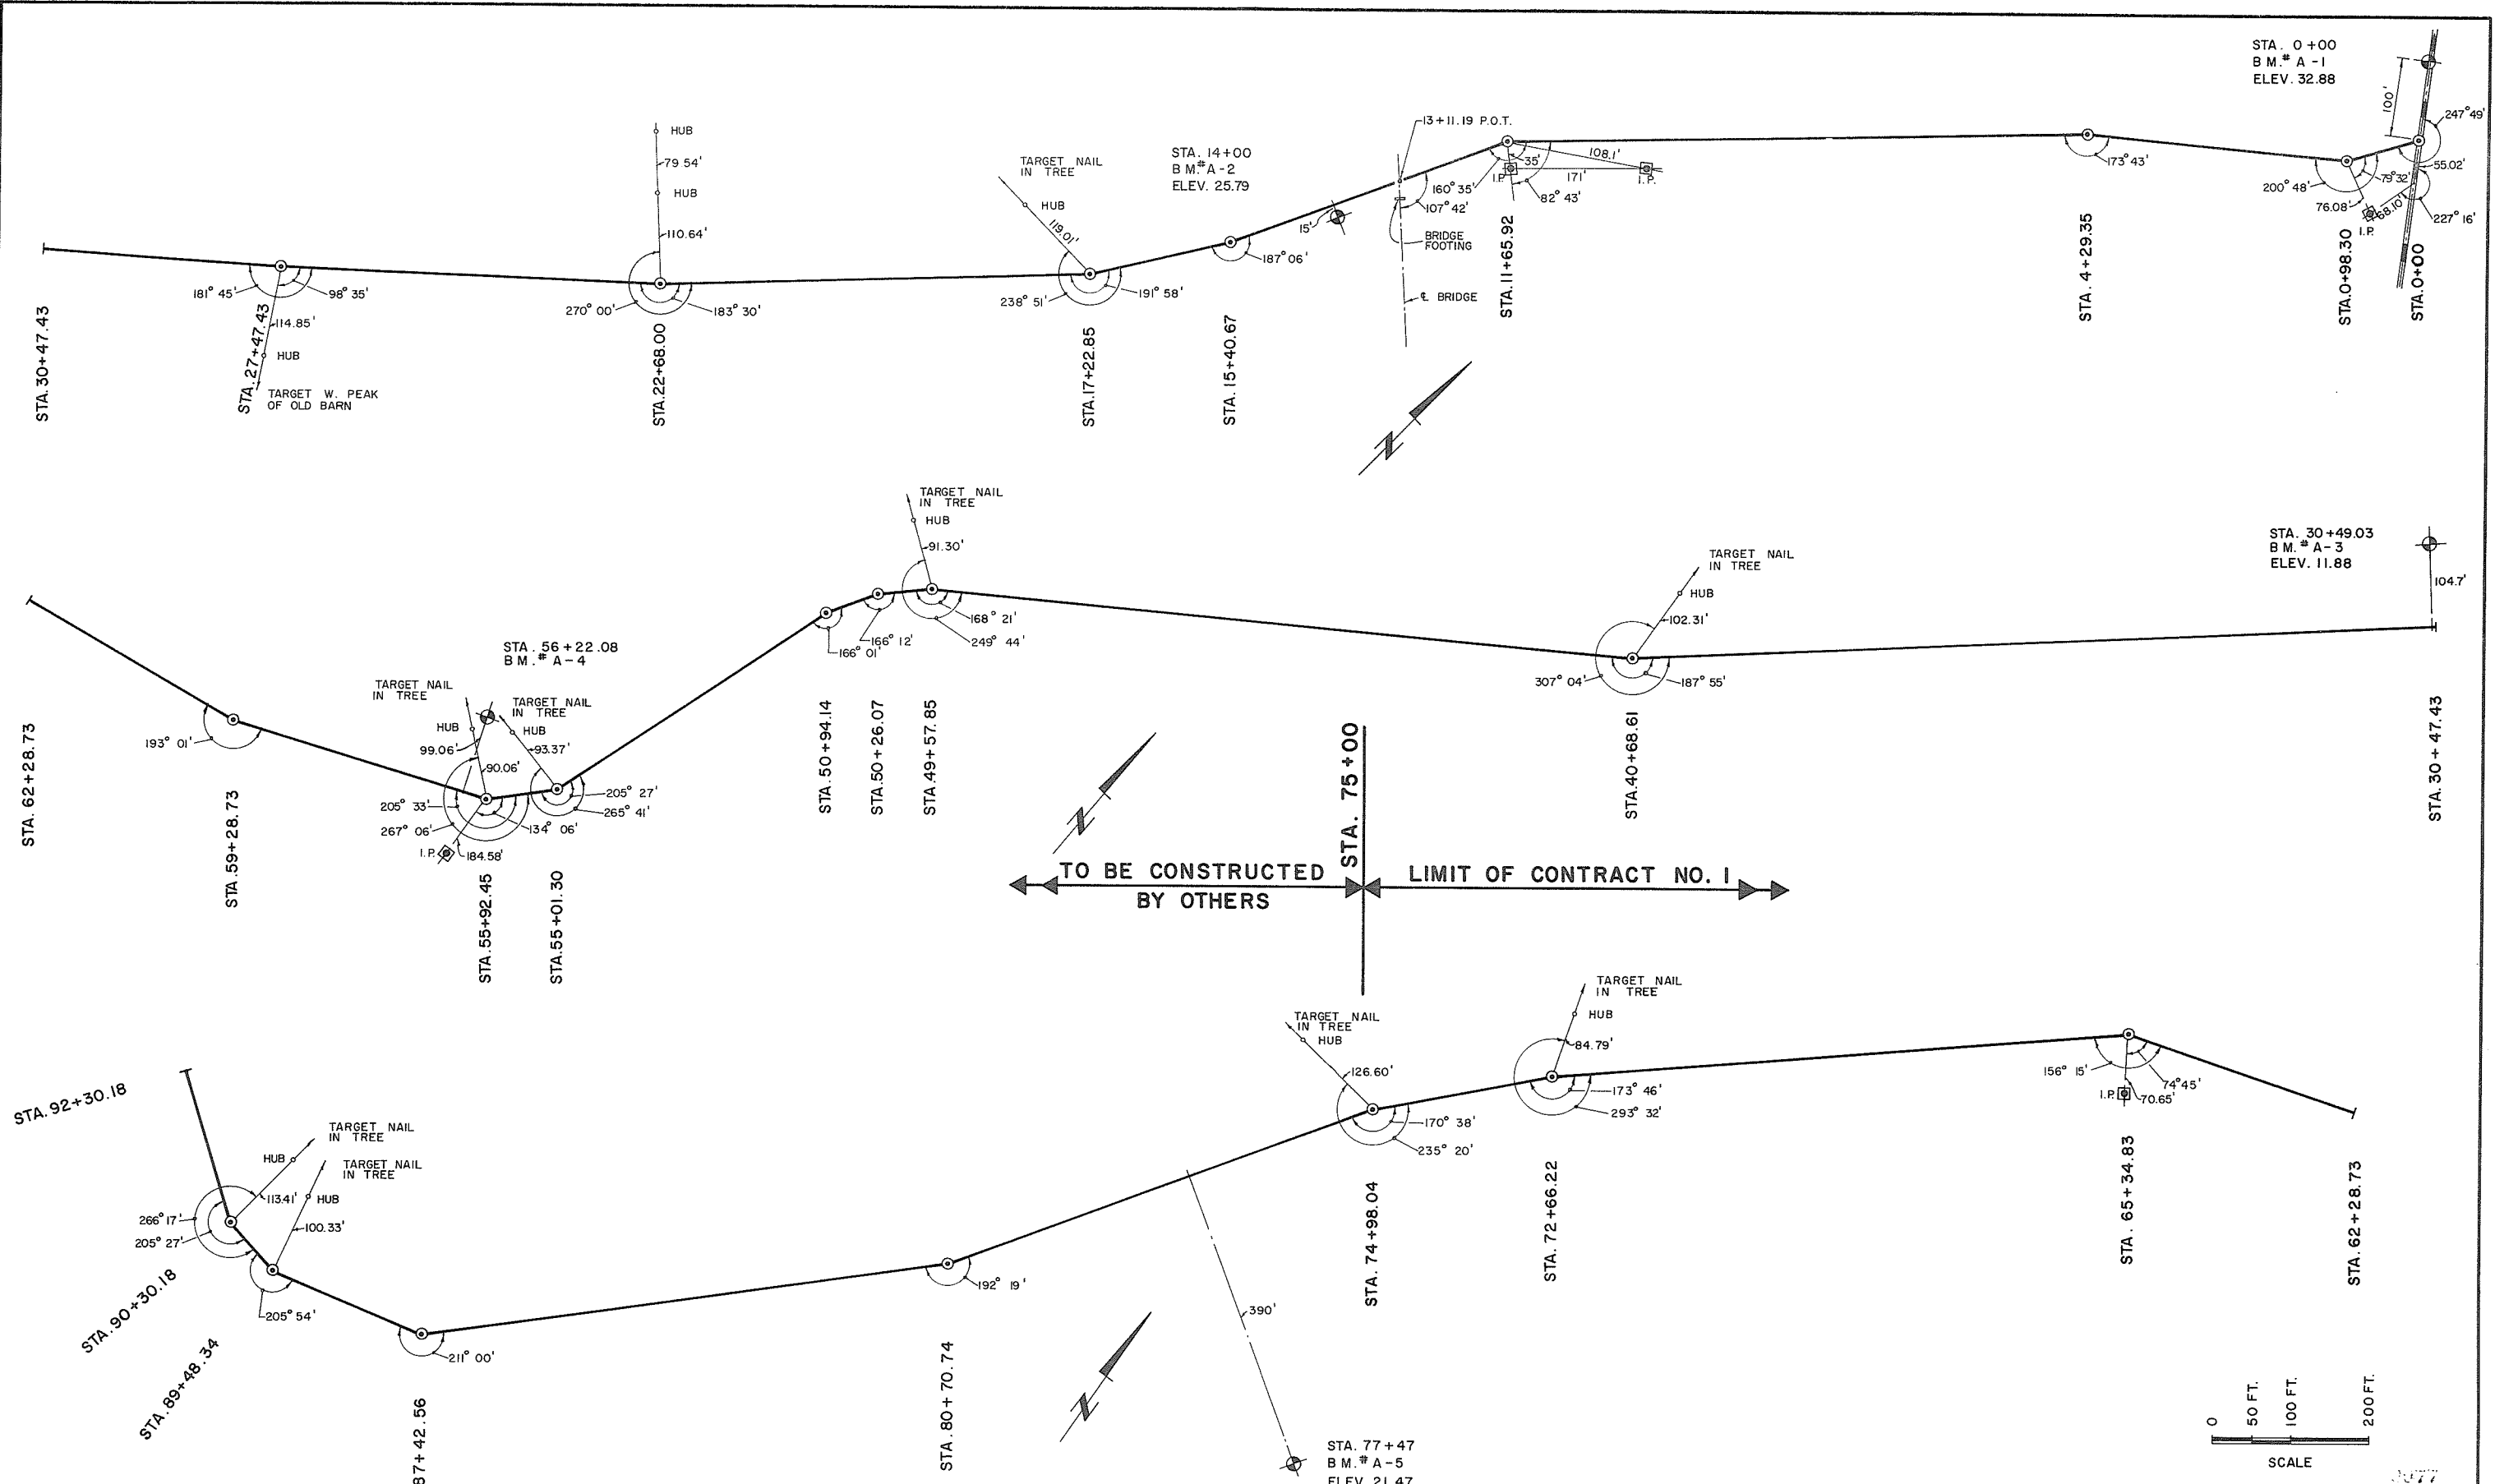 STA. 0+00
B M.# A-1
ELEV. 32.88
100'
247° 49'
55.02'
79° 32'
200° 48'
76.08'
68.10'
227° 16'
I.P.
STA.0+98.30
STA.0+00
173° 43'
STA. 4+29.35
13+11.19 P.O.T.
35'
108.1'
171'
I.P.
I.P.
160° 35'
82° 43'
107° 42'
BRIDGE
FOOTING
℄ BRIDGE
STA.11+65.92
STA. 14+00
B M.# A-2
ELEV. 25.79
15'
187° 06'
STA. 15+40.67
TARGET NAIL
IN TREE
HUB
119.01'
238° 51'
191° 58'
STA.17+22.85
HUB
79 54'
HUB
110.64'
270° 00'
183° 30'
STA.22+68.00
181° 45'
98° 35'
114.85'
HUB
TARGET W. PEAK
OF OLD BARN
STA.27+47.43
STA.30+47.43
N
STA. 30+49.03
B M.# A-3
ELEV. 11.88
104.7'
STA.30+47.43
TARGET NAIL
IN TREE
HUB
102.31'
307° 04'
187° 55'
STA.40+68.61
TARGET NAIL
IN TREE
HUB
91.30'
168° 21'
249° 44'
166° 12'
166° 01'
STA.49+57.85
STA.50+26.07
STA.50+94.14
STA. 56+22.08
B M.# A-4
TARGET NAIL
IN TREE
TARGET NAIL
IN TREE
HUB
HUB
99.06'
93.37'
90.06'
205° 33'
205° 27'
267° 06'
265° 41'
134° 06'
I.P.
184.58'
193° 01'
STA.55+01.30
STA.55+92.45
STA.59+28.73
STA. 62+28.73
N
STA. 75+00
TO BE CONSTRUCTED
BY OTHERS
LIMIT OF CONTRACT NO. 1
TARGET NAIL
IN TREE
HUB
84.79'
173° 46'
293° 32'
STA. 72+66.22
156° 15'
74° 45'
I.P.
70.65'
STA. 65+34.83
STA. 62+28.73
TARGET NAIL
IN TREE
HUB
126.60'
170° 38'
235° 20'
STA. 74+98.04
390'
STA. 77+47
B M.# A-5
ELEV. 21.47
192° 19'
STA. 80+70.74
211° 00'
87+42.56
TARGET NAIL
IN TREE
HUB
TARGET NAIL
IN TREE
HUB
113.41'
100.33'
266° 17'
205° 27'
205° 54'
STA. 92+30.18
STA. 90+30.18
STA. 89+48.34
N
0
50 FT.
100 FT.
200 FT.
SCALE